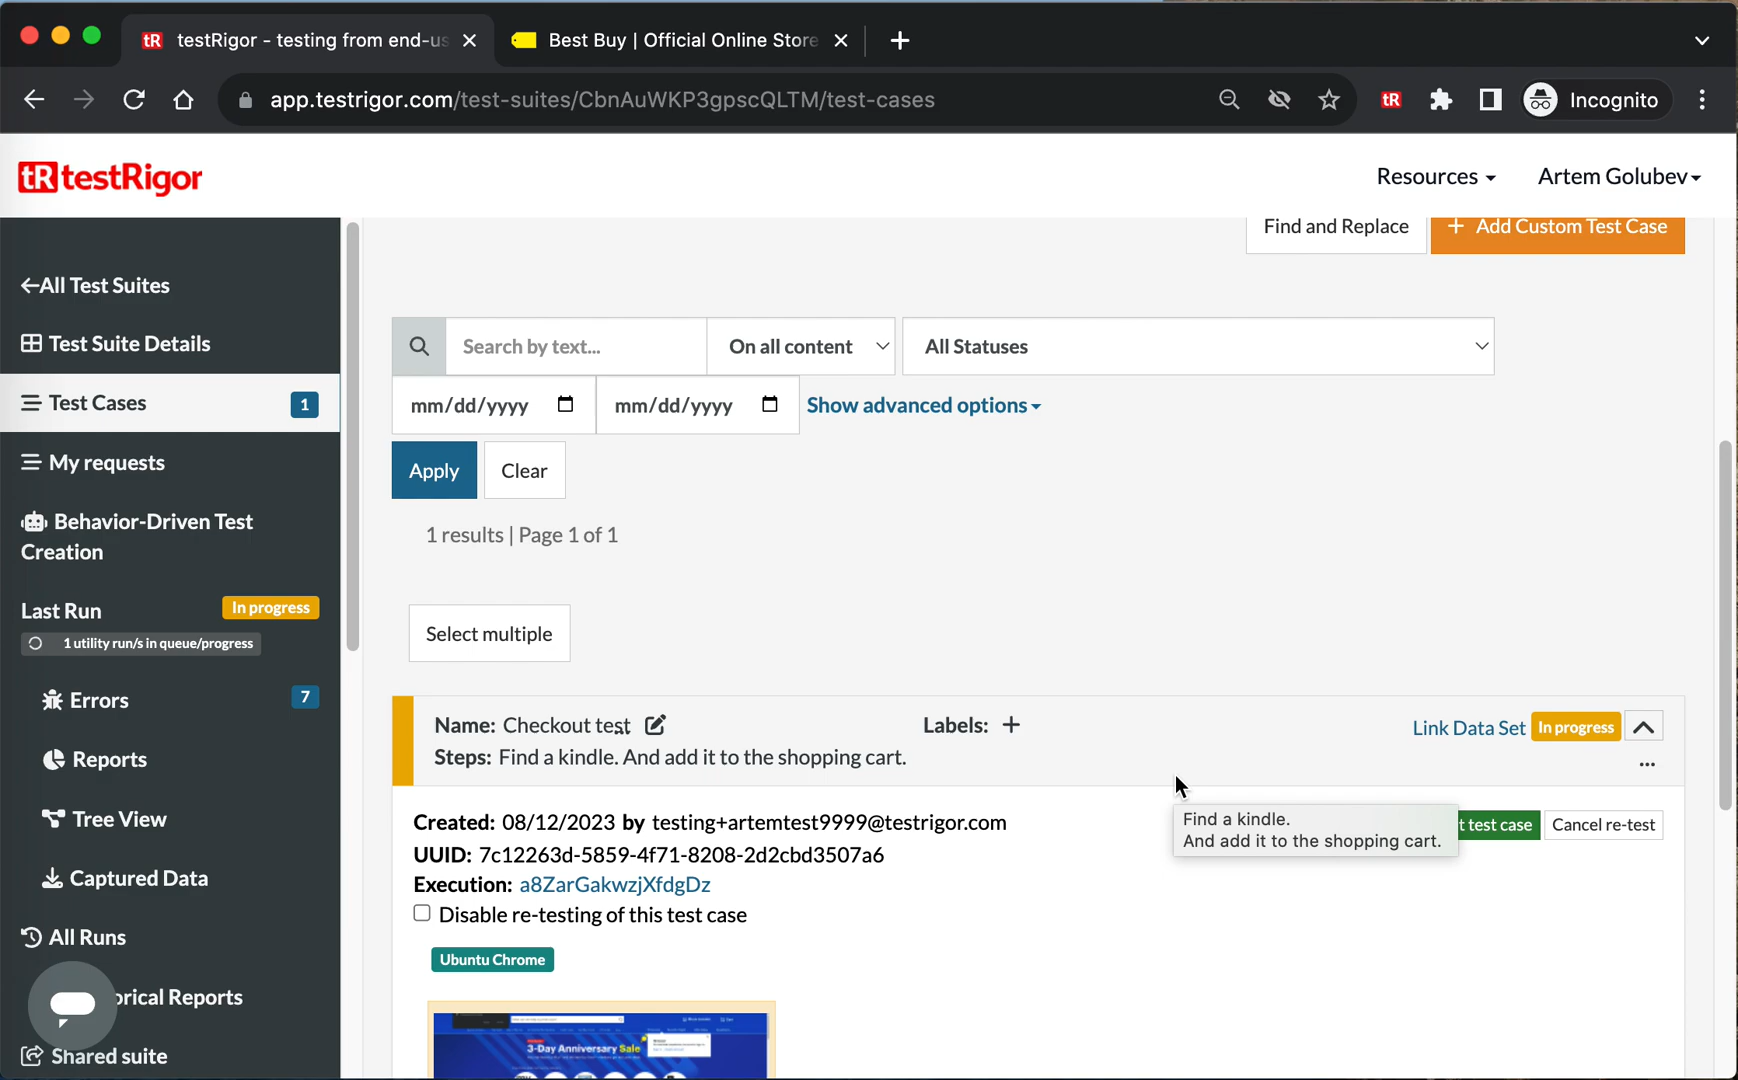 tR testRigor - testing from end-us
Best Buy | Official Online Store
app.testrigor.com/test-suites/CbnAuWKP3gpscQLTM/test-cases
tR
Incognito
tR testRigor
Resources
Artem Golubev
All Test Suites
Test Suite Details
Test Cases
1
My requests
Behavior-Driven Test
Creation
Last Run
In progress
1 utility run/s in queue/progress
Errors
7
Reports
Tree View
Captured Data
All Runs
orical Reports
Shared suite
Find and Replace
+ Add Custom Test Case
Search by text...
On all content
All Statuses
mm/dd/yyyy
mm/dd/yyyy
Show advanced options
Apply
Clear
1 results | Page 1 of 1
Select multiple
Name: Checkout test
Labels: +
Link Data Set
In progress
Steps: Find a kindle. And add it to the shopping cart.
...
Created: 08/12/2023 by testing+artemtest9999@testrigor.com
Find a kindle.
And add it to the shopping cart.
t test case
Cancel re-test
UUID: 7c12263d-5859-4f71-8208-2d2cbd3507a6
Execution: a8ZarGakwzjXfdgDz
Disable re-testing of this test case
Ubuntu Chrome
3-Day Anniversary Sale